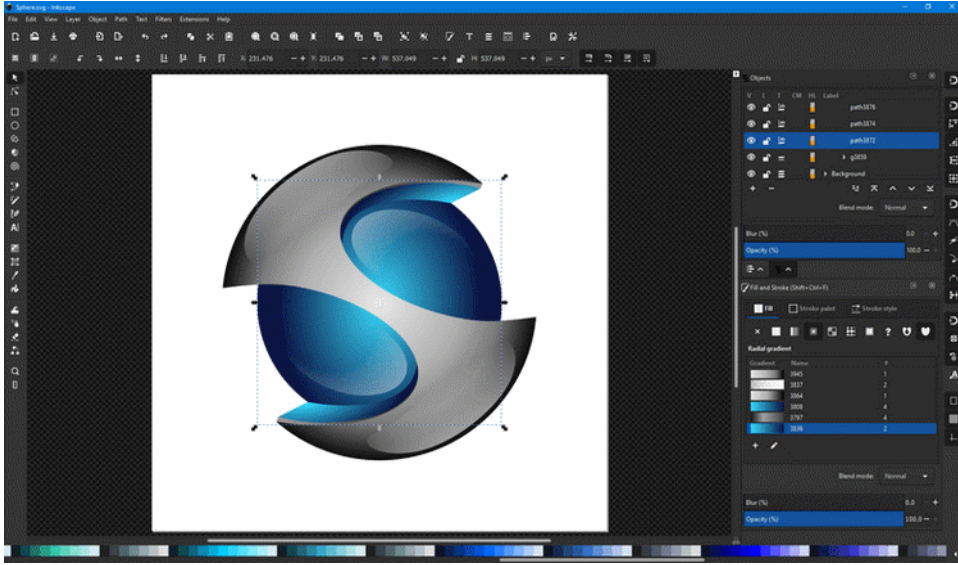 Sphere.svg - Inkscape
File Edit View Layer Object Path Text Filters Extensions Help
X: 231.476 Y: 231.476 W: 537.049 H: 537.049 px
Objects
V L T CM HL Label
path3876
path3874
path3872
g3838
Background
Blend mode: Normal
Blur (%) 0.0
Opacity (%) 100.0
Fill and Stroke (Shift+Ctrl+F)
Fill Stroke paint Stroke style
Radial gradient
Gradient Name #
3945 1
3837 2
3864 1
3808 4
3797 4
3836 2
Blend mode: Normal
Blur (%) 0.0
Opacity (%) 100.0